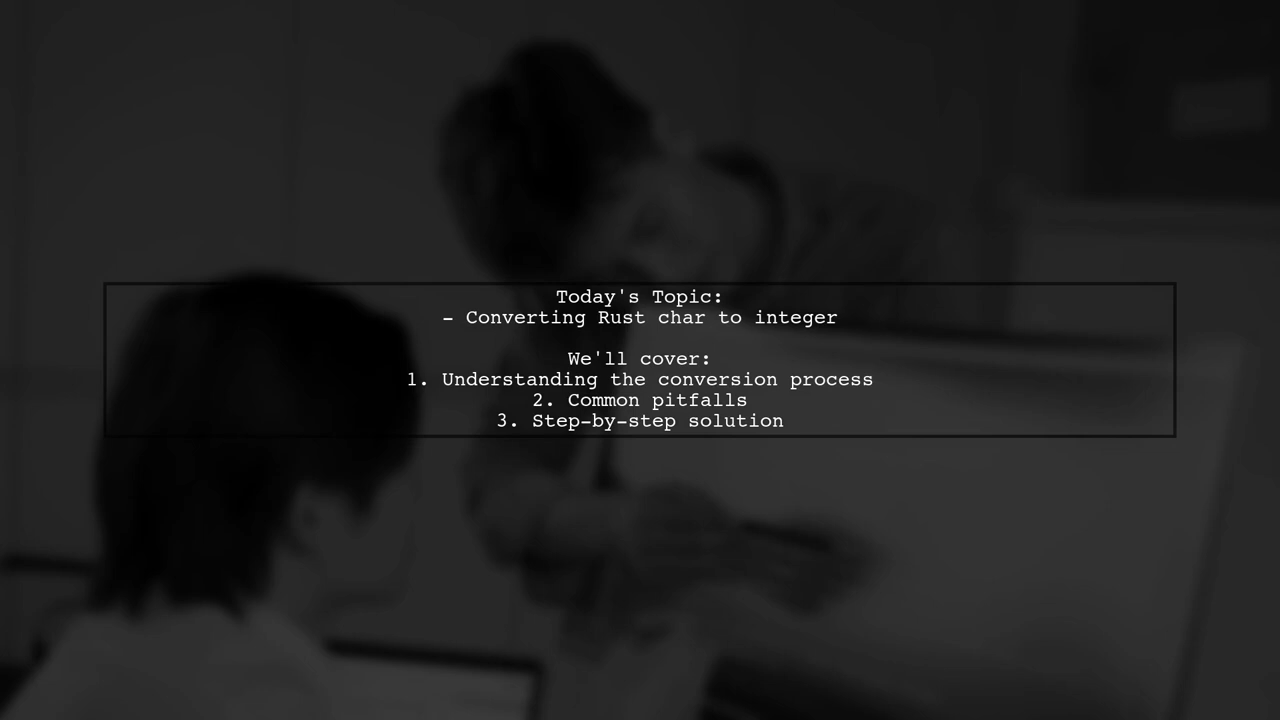 Today's Topic:
- Converting Rust char to integer
We'll cover:
1. Understanding the conversion process
2. Common pitfalls
3. Step-by-step solution